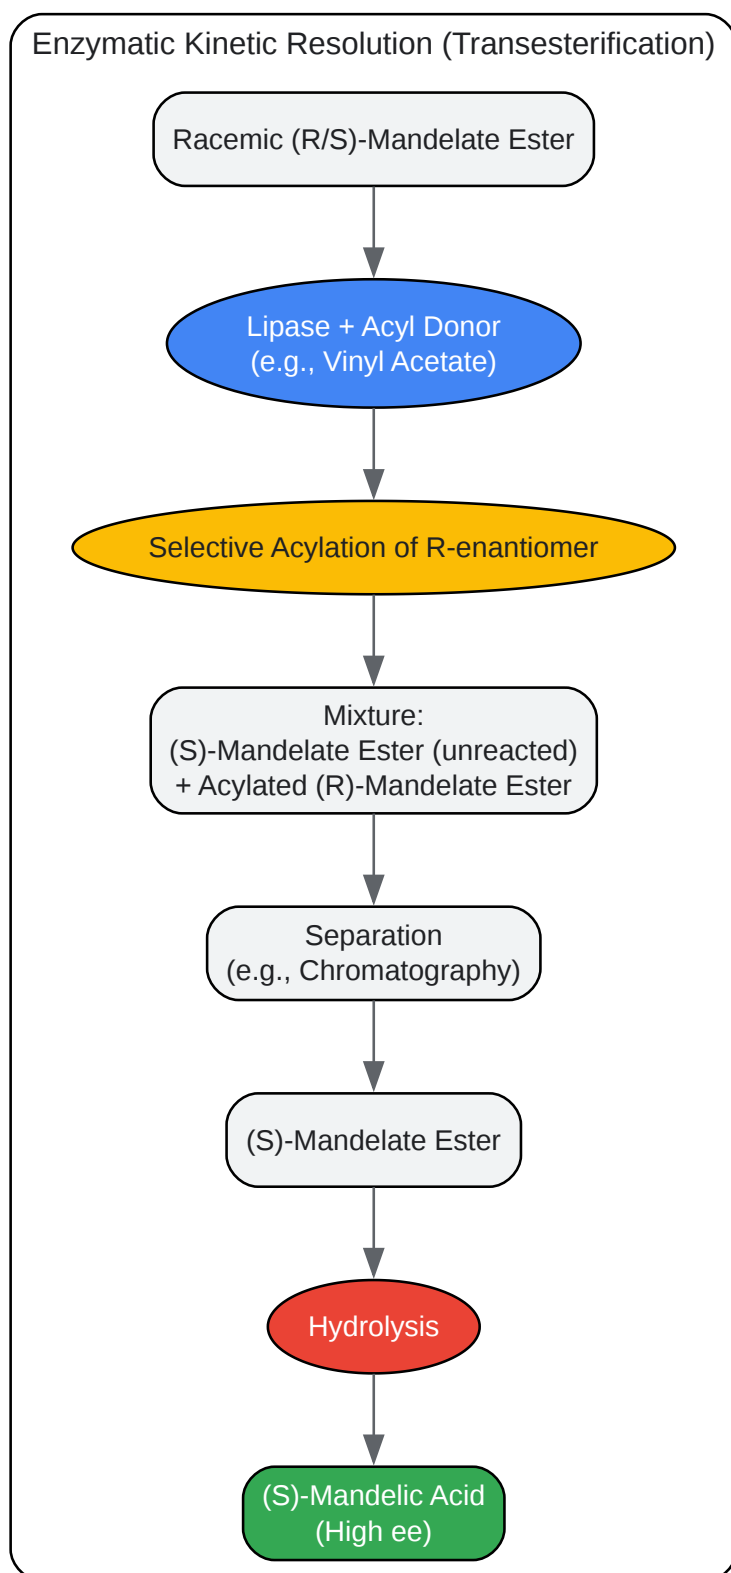 Enzymatic Kinetic Resolution (Transesterification)
Racemic (R/S)-Mandelate Ester
Lipase + Acyl Donor
(e.g., Vinyl Acetate)
Selective Acylation of R-enantiomer
Mixture:
(S)-Mandelate Ester (unreacted)
+ Acylated (R)-Mandelate Ester
Separation
(e.g., Chromatography)
(S)-Mandelate Ester
Hydrolysis
(S)-Mandelic Acid
(High ee)